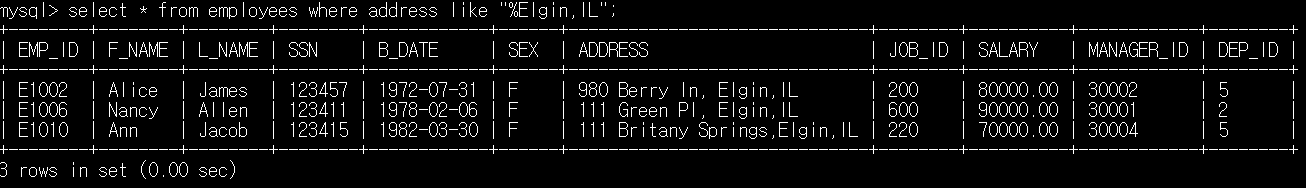 mysql> select * from employees where address like "%Elgin,IL";
+--------+--------+--------+--------+------------+------+-----------------------------+--------+----------+------------+--------+
| EMP_ID | F_NAME | L_NAME | SSN    | B_DATE     | SEX  | ADDRESS                     | JOB_ID | SALARY   | MANAGER_ID | DEP_ID |
+--------+--------+--------+--------+------------+------+-----------------------------+--------+----------+------------+--------+
| E1002  | Alice  | James  | 123457 | 1972-07-31 | F    | 980 Berry ln, Elgin,IL      | 200    | 80000.00 | 30002      | 5      |
| E1006  | Nancy  | Allen  | 123411 | 1978-02-06 | F    | 111 Green Pl, Elgin,IL      | 600    | 90000.00 | 30001      | 2      |
| E1010  | Ann    | Jacob  | 123415 | 1982-03-30 | F    | 111 Britany Springs,Elgin,IL | 220    | 70000.00 | 30004      | 5      |
+--------+--------+--------+--------+------------+------+-----------------------------+--------+----------+------------+--------+
3 rows in set (0.00 sec)